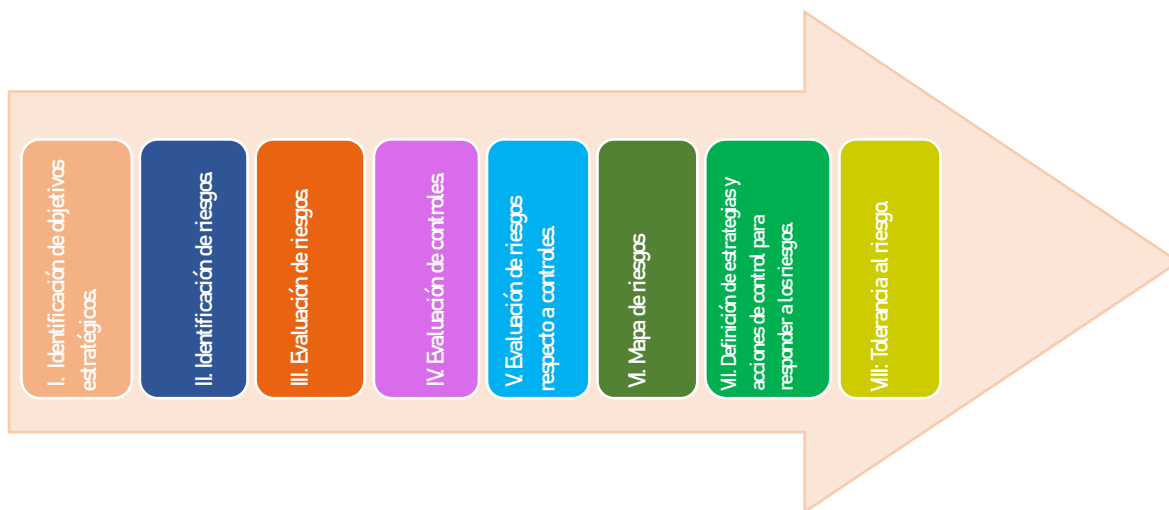 I. Identificación de objetivos
estratégicos.
II. Identificación de riesgos.
III. Evaluación de riesgos.
IV. Evaluación de controles.
V. Evaluación de riesgos
respecto a controles.
VI. Mapa de riesgos
VII. Definición de estrategias y
acciones de control para
responder a los riesgos.
VIII: Tolerancia al riesgo.